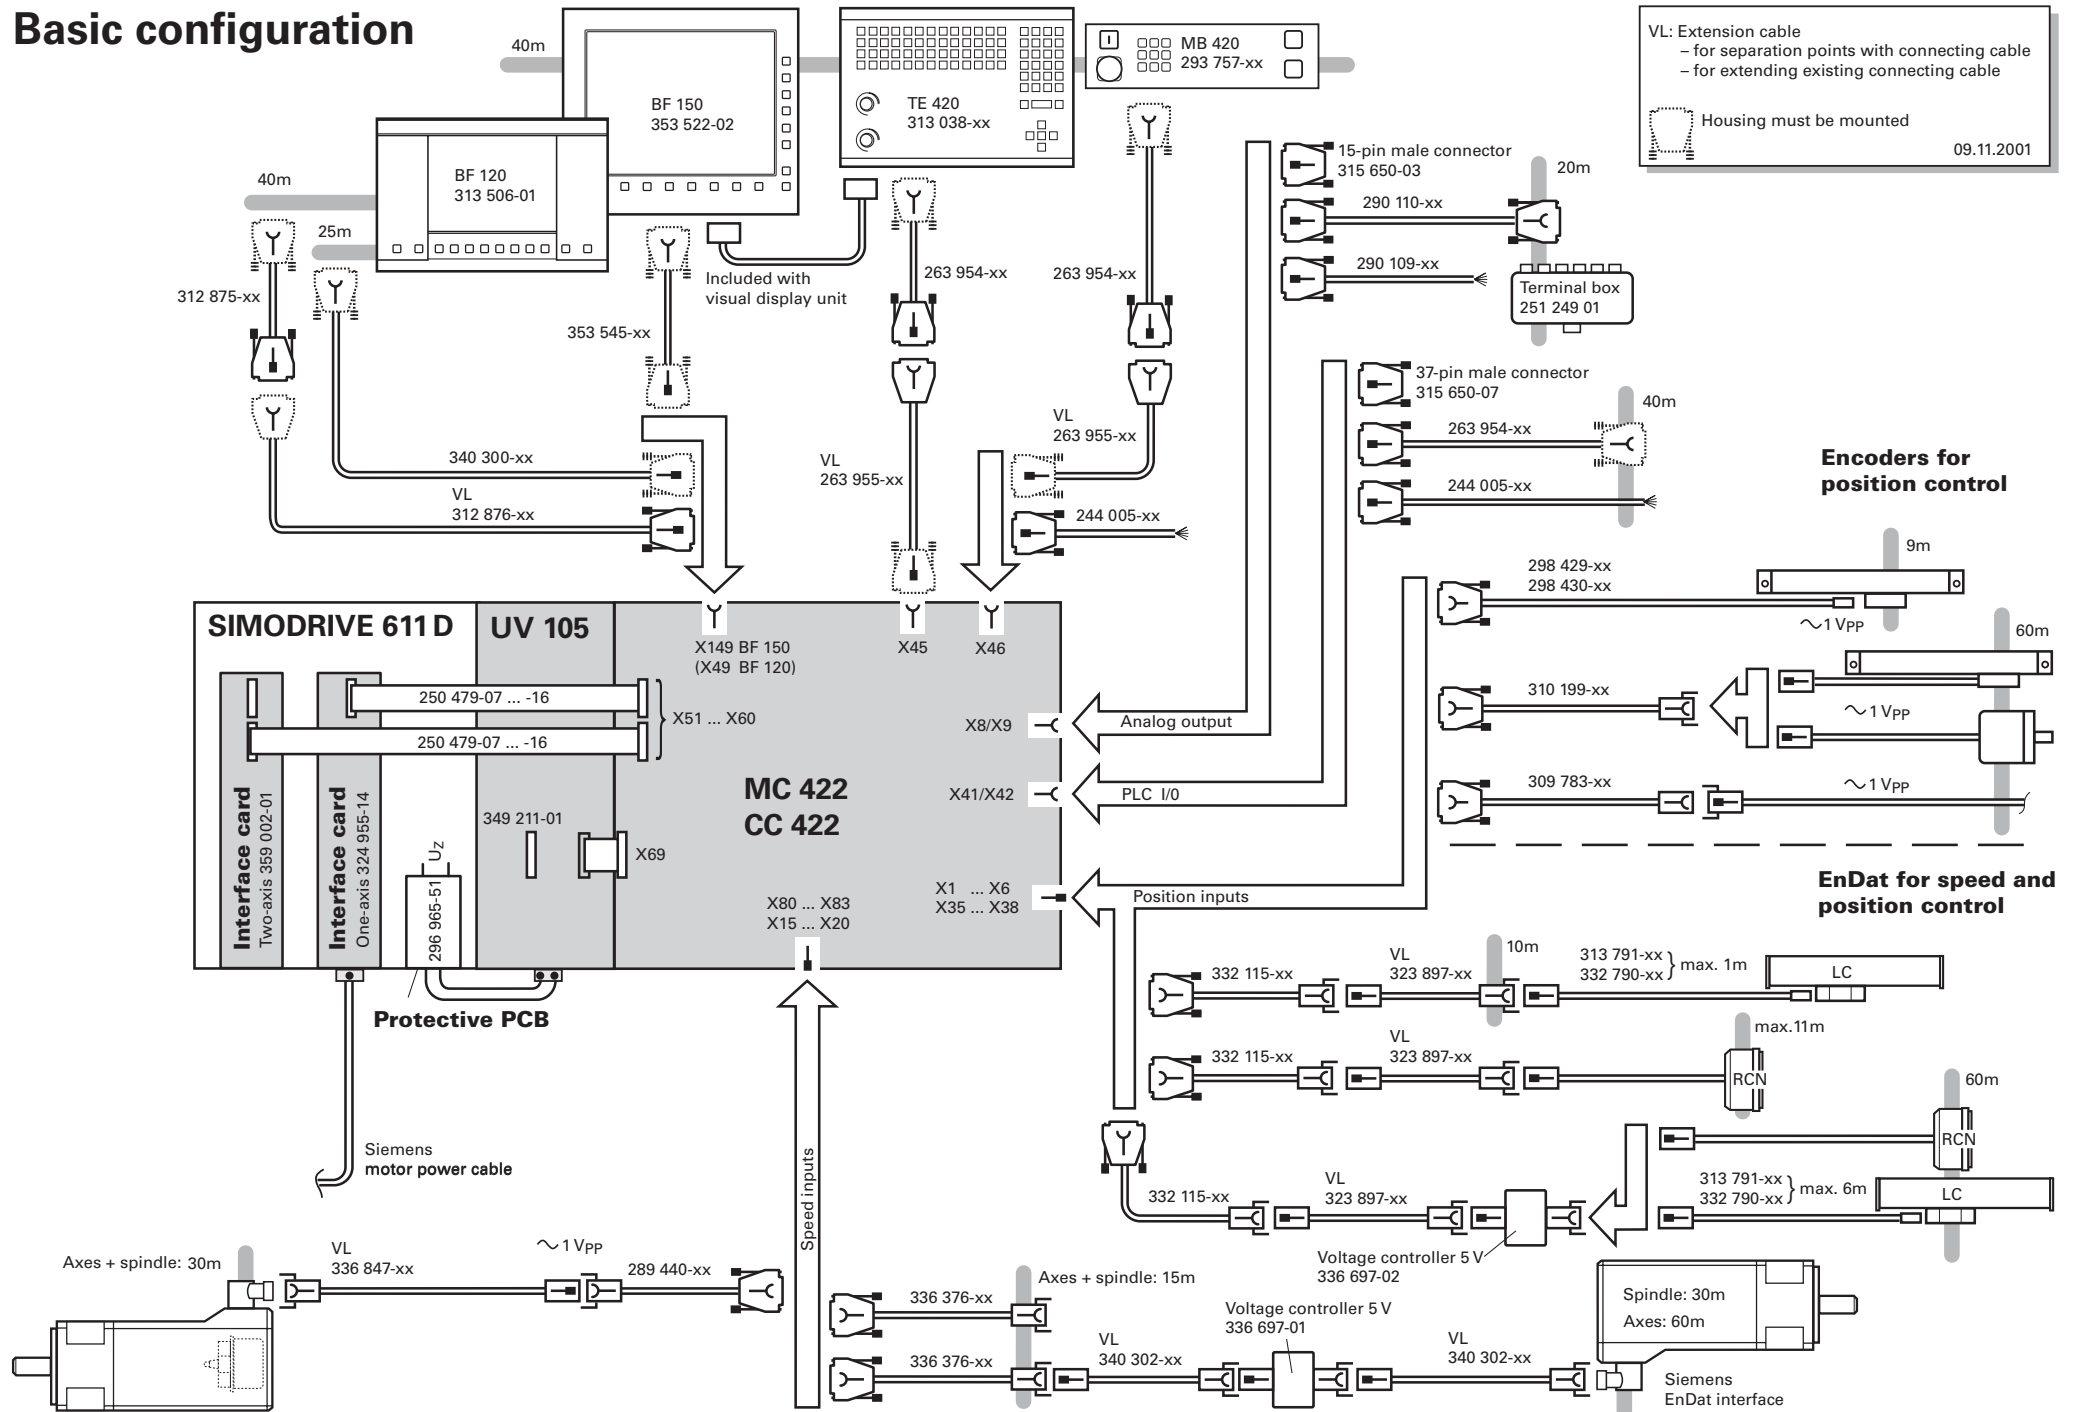 Basic configuration
40m
BF 150
353 522-02
TE 420
313 038-xx
MB 420
293 757-xx
VL: Extension cable
– for separation points with connecting cable
– for extending existing connecting cable
Housing must be mounted
09.11.2001
40m
25m
BF 120
313 506-01
312 875-xx
353 545-xx
Included with
visual display unit
263 954-xx
263 954-xx
15-pin male connector
315 650-03
290 110-xx
290 109-xx
20m
Terminal box
251 249 01
37-pin male connector
315 650-07
263 954-xx
244 005-xx
40m
340 300-xx
VL
312 876-xx
VL
263 955-xx
VL
263 955-xx
244 005-xx
Encoders for
position control
298 429-xx
298 430-xx
9m
~1 VPP
310 199-xx
60m
~1 VPP
309 783-xx
~1 VPP
SIMODRIVE 611 D
UV 105
X149 BF 150
(X49 BF 120)
X45
X46
250 479-07 ... -16
250 479-07 ... -16
X51 ... X60
X8/X9
Analog output
X41/X42
PLC I/0
MC 422
CC 422
Interface card
Two-axis 359 002-01
Interface card
One-axis 324 955-14
296 965-51
Uz
349 211-01
X69
X80 ... X83
X15 ... X20
X1 ... X6
X35 ... X38
Position inputs
Protective PCB
EnDat for speed and
position control
332 115-xx
VL
323 897-xx
10m
313 791-xx
332 790-xx
max. 1m
LC
332 115-xx
VL
323 897-xx
max.11m
RCN
60m
RCN
332 115-xx
VL
323 897-xx
313 791-xx
332 790-xx
max. 6m
LC
Voltage controller 5 V
336 697-02
Siemens
motor power cable
Speed inputs
Axes + spindle: 30m
VL
336 847-xx
~1 VPP
289 440-xx
336 376-xx
Axes + spindle: 15m
336 376-xx
VL
340 302-xx
Voltage controller 5 V
336 697-01
VL
340 302-xx
Spindle: 30m
Axes: 60m
Siemens
EnDat interface